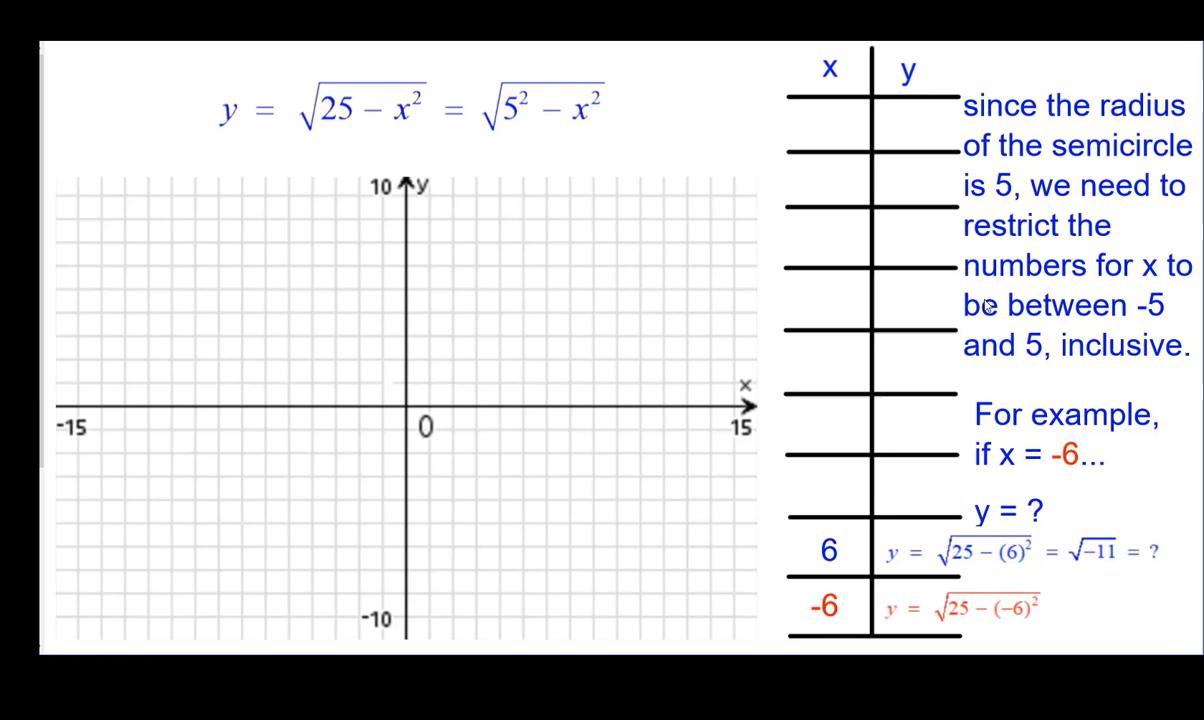 y = √25 − x² = √5² − x²
x y
since the radius
of the semicircle
is 5, we need to
restrict the
numbers for x to
be between -5
and 5, inclusive.
10 y
x
-15 0 15
-10
For example,
if x = -6...
y = ?
6 y = √25 − (6)² = √−11 = ?
-6 y = √25 − (−6)²